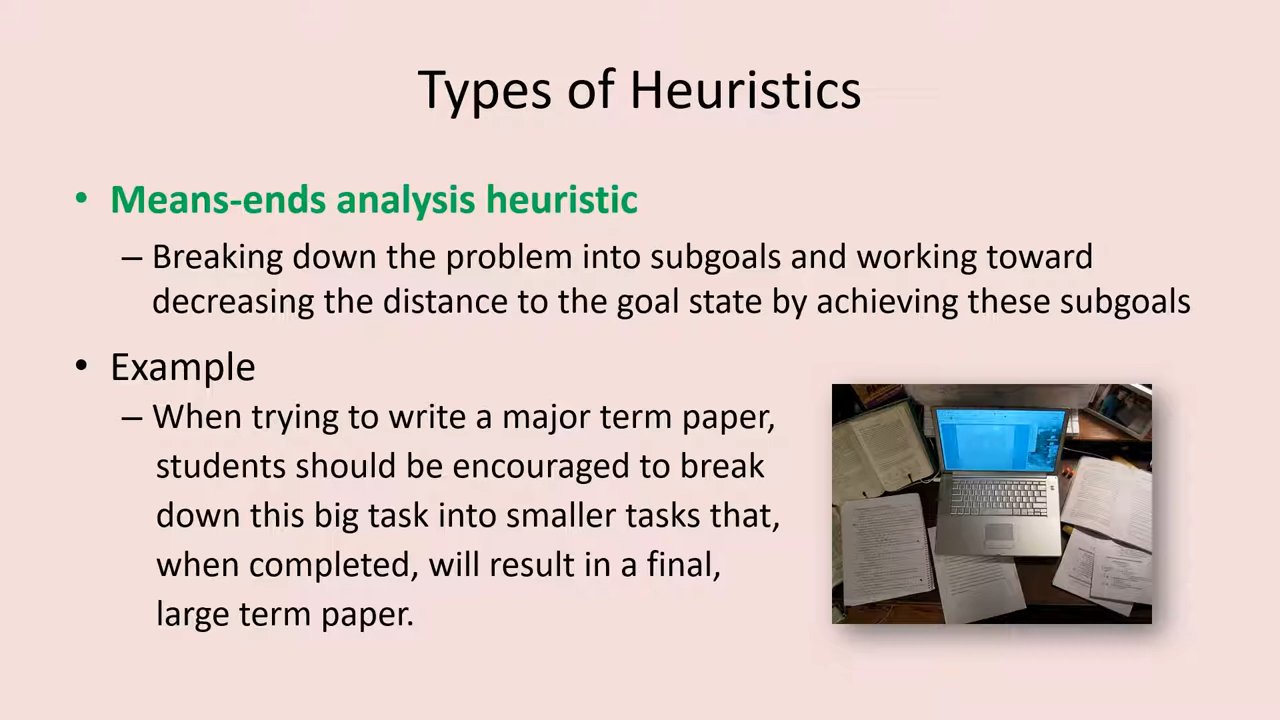 Types of Heuristics
• Means-ends analysis heuristic
– Breaking down the problem into subgoals and working toward
decreasing the distance to the goal state by achieving these subgoals
• Example
– When trying to write a major term paper,
students should be encouraged to break
down this big task into smaller tasks that,
when completed, will result in a final,
large term paper.